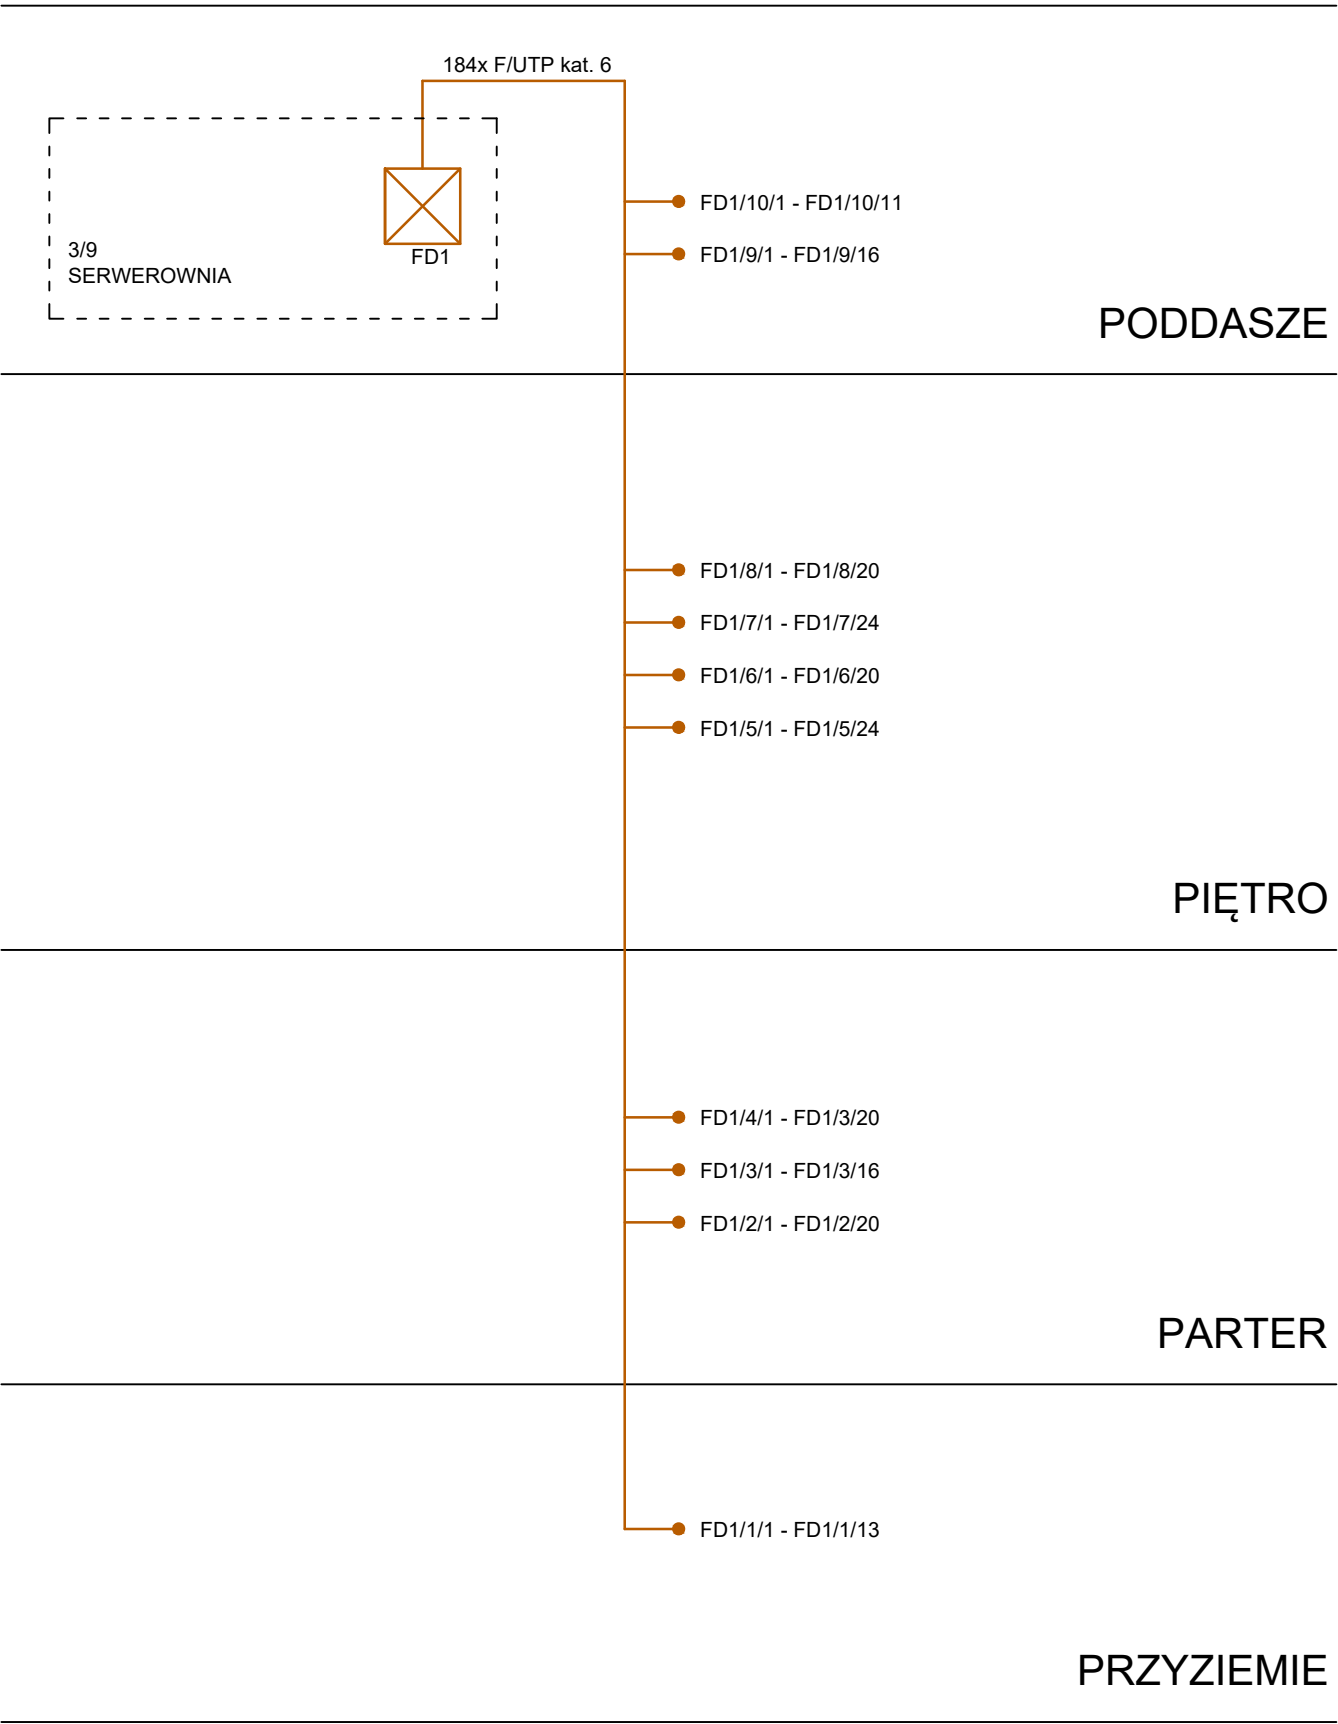 184x F/UTP kat. 6
FD1
3/9
SERWEROWNIA
FD1/10/1 - FD1/10/11
FD1/9/1 - FD1/9/16
PODDASZE
FD1/8/1 - FD1/8/20
FD1/7/1 - FD1/7/24
FD1/6/1 - FD1/6/20
FD1/5/1 - FD1/5/24
PIĘTRO
FD1/4/1 - FD1/3/20
FD1/3/1 - FD1/3/16
FD1/2/1 - FD1/2/20
PARTER
FD1/1/1 - FD1/1/13
PRZYZIEMIE